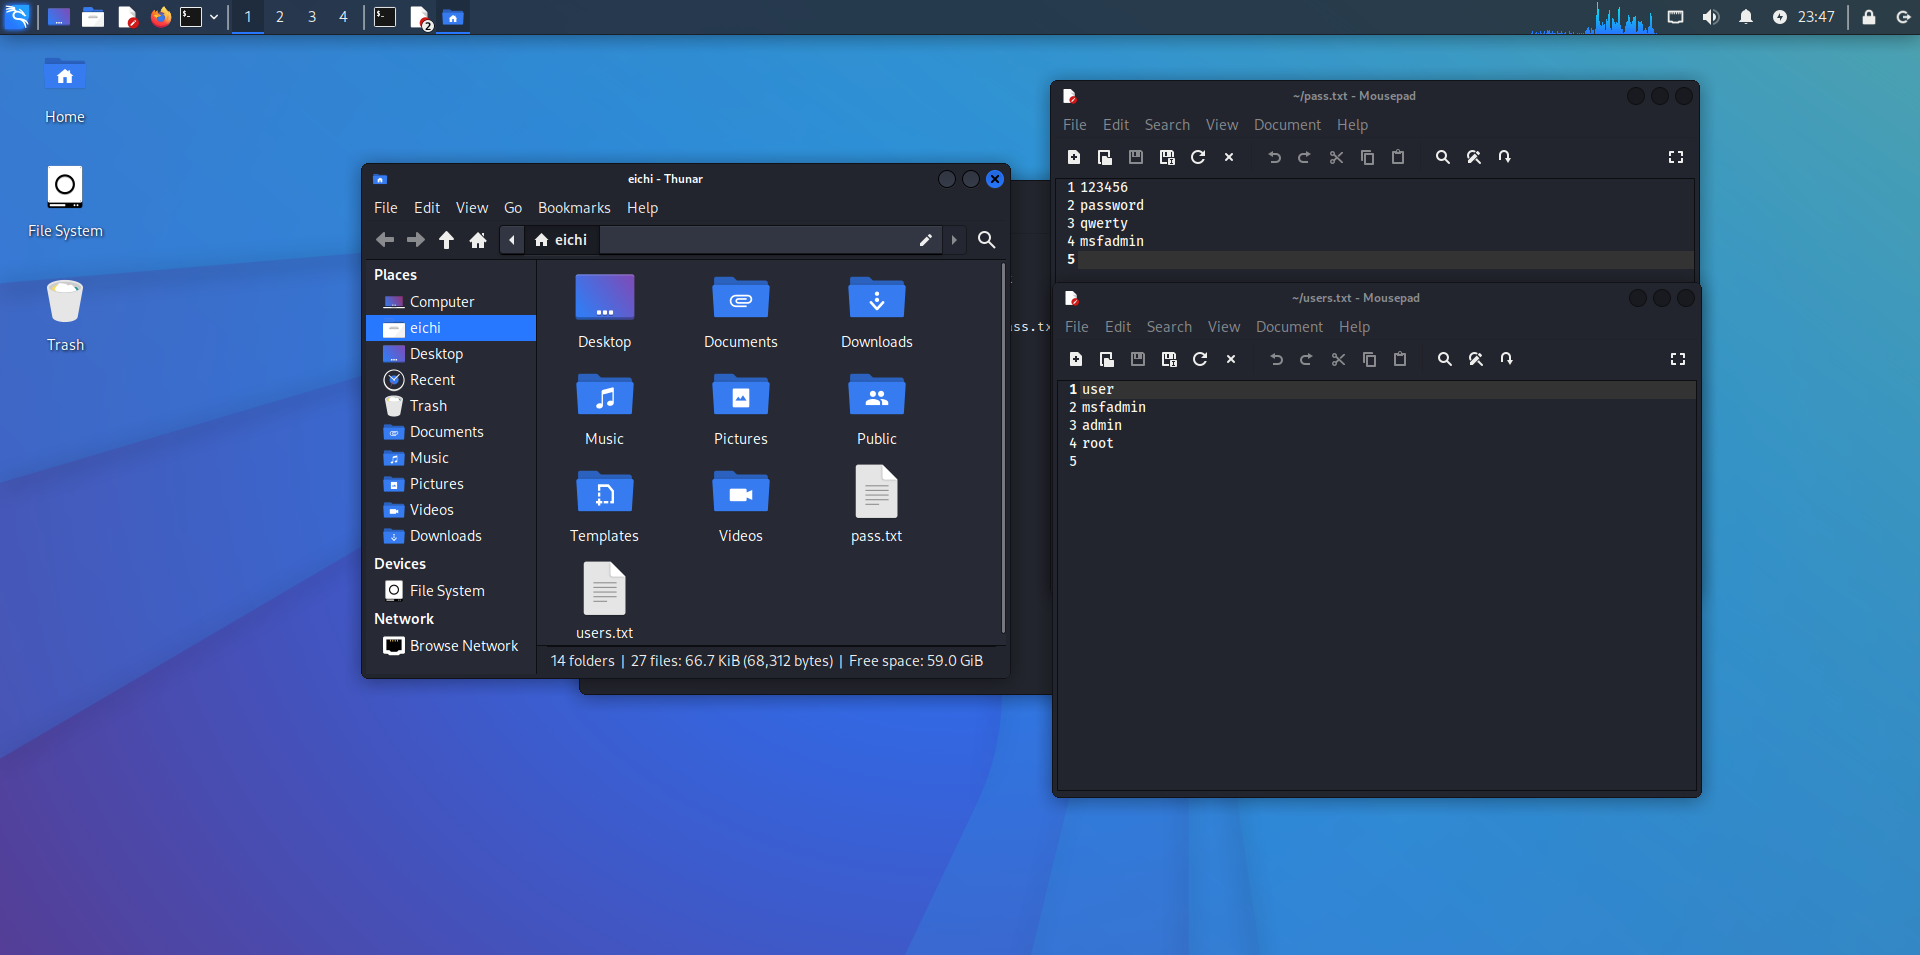 1 2 3 4
2
23:47
Home
File System
Trash
eichi - Thunar
File Edit View Go Bookmarks Help
eichi
Places
Computer
eichi
Desktop
Recent
Trash
Documents
Music
Pictures
Videos
Downloads
Devices
File System
Network
Browse Network
Desktop Documents Downloads
Music Pictures Public
Templates Videos pass.txt
users.txt
14 folders | 27 files: 66.7 KiB (68,312 bytes) | Free space: 59.0 GiB
~/pass.txt - Mousepad
File Edit Search View Document Help
1 123456
2 password
3 qwerty
4 msfadmin
5
~/users.txt - Mousepad
File Edit Search View Document Help
1 user
2 msfadmin
3 admin
4 root
5